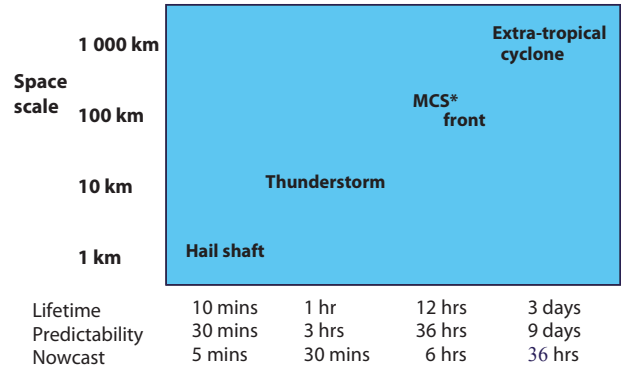 1 000 km
Extra-tropical
cyclone
Space
scale
100 km
MCS*
front
10 km
Thunderstorm
1 km
Hail shaft
Lifetime 10 mins 1 hr 12 hrs 3 days
Predictability 30 mins 3 hrs 36 hrs 9 days
Nowcast 5 mins 30 mins 6 hrs 36 hrs